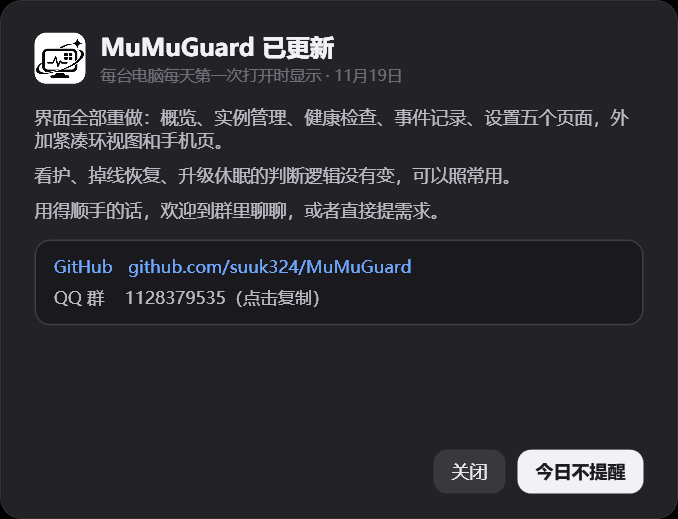 MuMuGuard 已更新
每台电脑每天第一次打开时显示 · 11月19日
界面全部重做：概览、实例管理、健康检查、事件记录、设置五个页面，外
加紧凑环视图和手机页。
看护、掉线恢复、升级休眠的判断逻辑没有变，可以照常用。
用得顺手的话，欢迎到群里聊聊，或者直接提需求。
GitHub github.com/suuk324/MuMuGuard
QQ 群 1128379535（点击复制）
关闭 今日不提醒